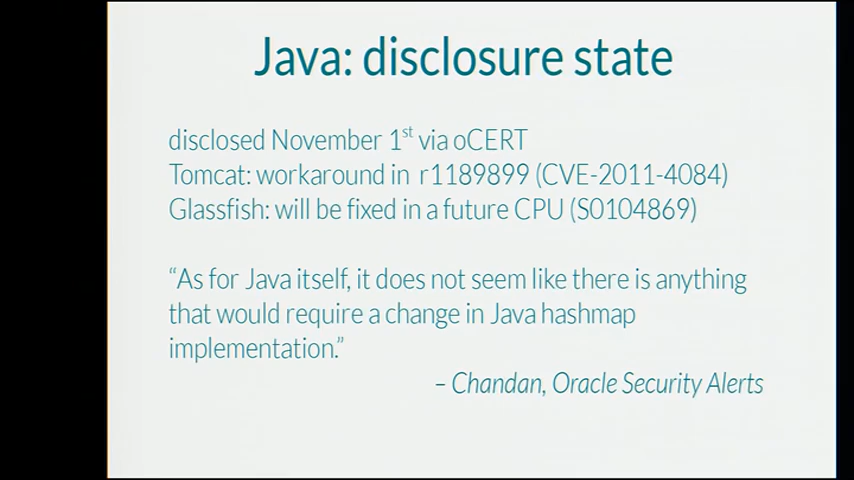 Java: disclosure state
disclosed November 1st via oCERT
Tomcat: workaround in r1189899 (CVE-2011-4084)
Glassfish: will be fixed in a future CPU (S0104869)
“As for Java itself, it does not seem like there is anything
that would require a change in Java hashmap
implementation.”
– Chandan, Oracle Security Alerts